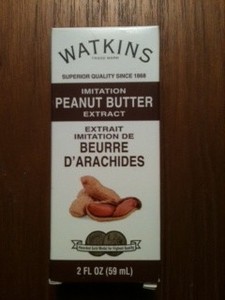 WATKINS
TRADE MARK
SUPERIOR QUALITY SINCE 1868
IMITATION
PEANUT BUTTER
EXTRACT
EXTRAIT
IMITATION DE
BEURRE
D'ARACHIDES
2 FL OZ (59 mL)